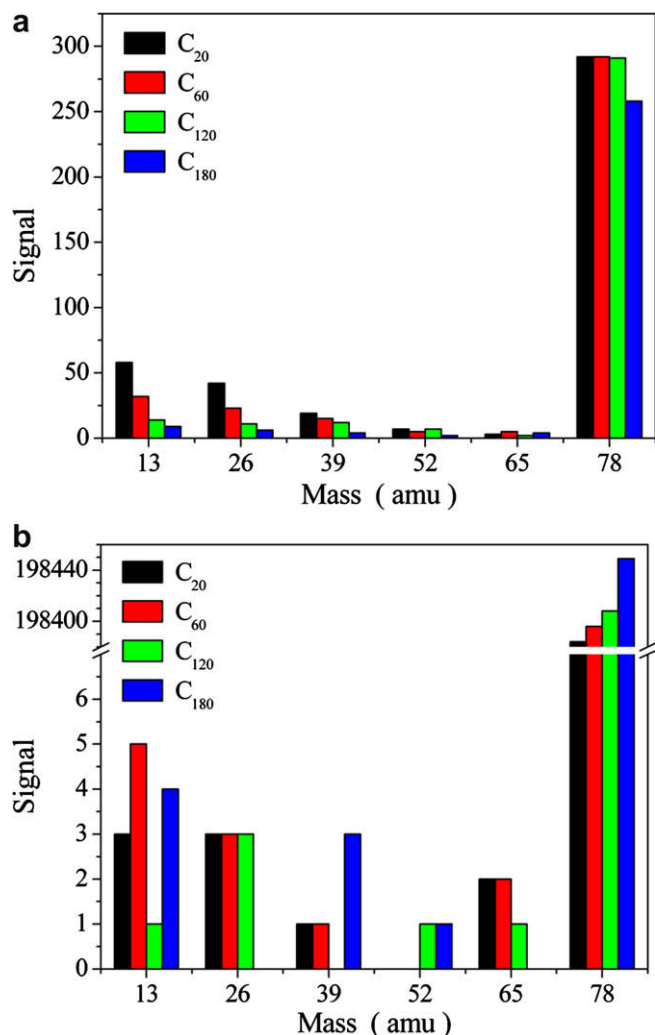 a
300
250
200
150
100
50
0
Signal
C₂₀
C₆₀
C₁₂₀
C₁₈₀
13 26 39 52 65 78
Mass ( amu )
b
198440
198400
6
5
4
3
2
1
0
Signal
C₂₀
C₆₀
C₁₂₀
C₁₈₀
13 26 39 52 65 78
Mass ( amu )